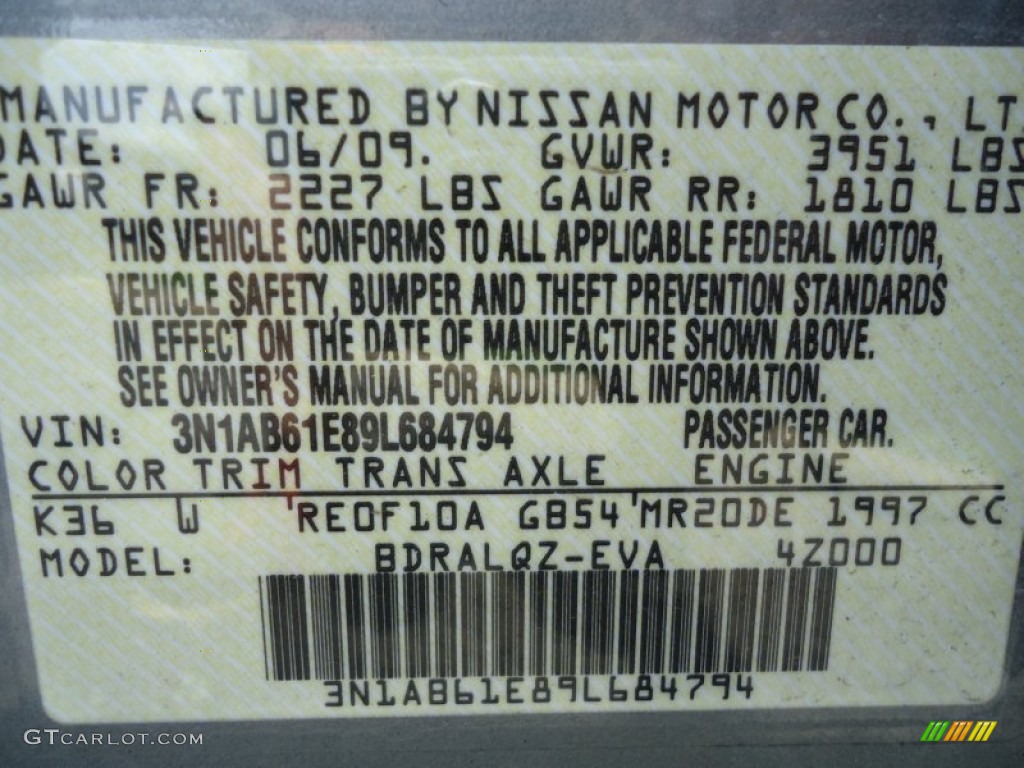 MANUFACTURED BY NISSAN MOTOR CO., LT
DATE: 06/09. GVWR: 3951 LBS
GAWR FR: 2227 LBS GAWR RR: 1810 LBS
THIS VEHICLE CONFORMS TO ALL APPLICABLE FEDERAL MOTOR,
VEHICLE SAFETY, BUMPER AND THEFT PREVENTION STANDARDS
IN EFFECT ON THE DATE OF MANUFACTURE SHOWN ABOVE.
SEE OWNER'S MANUAL FOR ADDITIONAL INFORMATION.
VIN: 3N1AB61E89L684794 PASSENGER CAR.
COLOR TRIM TRANS AXLE ENGINE
K36 W RE0F10A GB54 MR20DE 1997 CC
MODEL: BDRALQZ-EVA 4Z000
3N1AB61E89L684794
GTCARLOT.COM